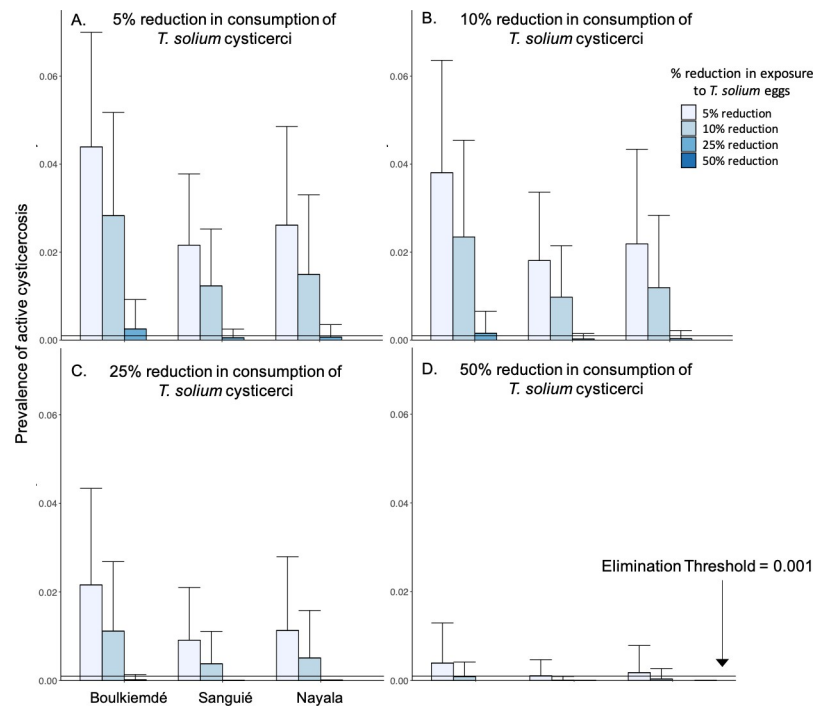 A. 5% reduction in consumption of
T. solium cysticerci
B. 10% reduction in consumption of
T. solium cysticerci
% reduction in exposure
to T. solium eggs
5% reduction
10% reduction
25% reduction
50% reduction
0.06
0.04
0.02
0.00
0.06
0.04
0.02
0.00
Prevalence of active cysticercosis
C. 25% reduction in consumption of
T. solium cysticerci
D. 50% reduction in consumption of
T. solium cysticerci
0.06
0.04
0.02
0.00
0.06
0.04
0.02
0.00
Elimination Threshold = 0.001
Boulkiemdé Sanguié Nayala